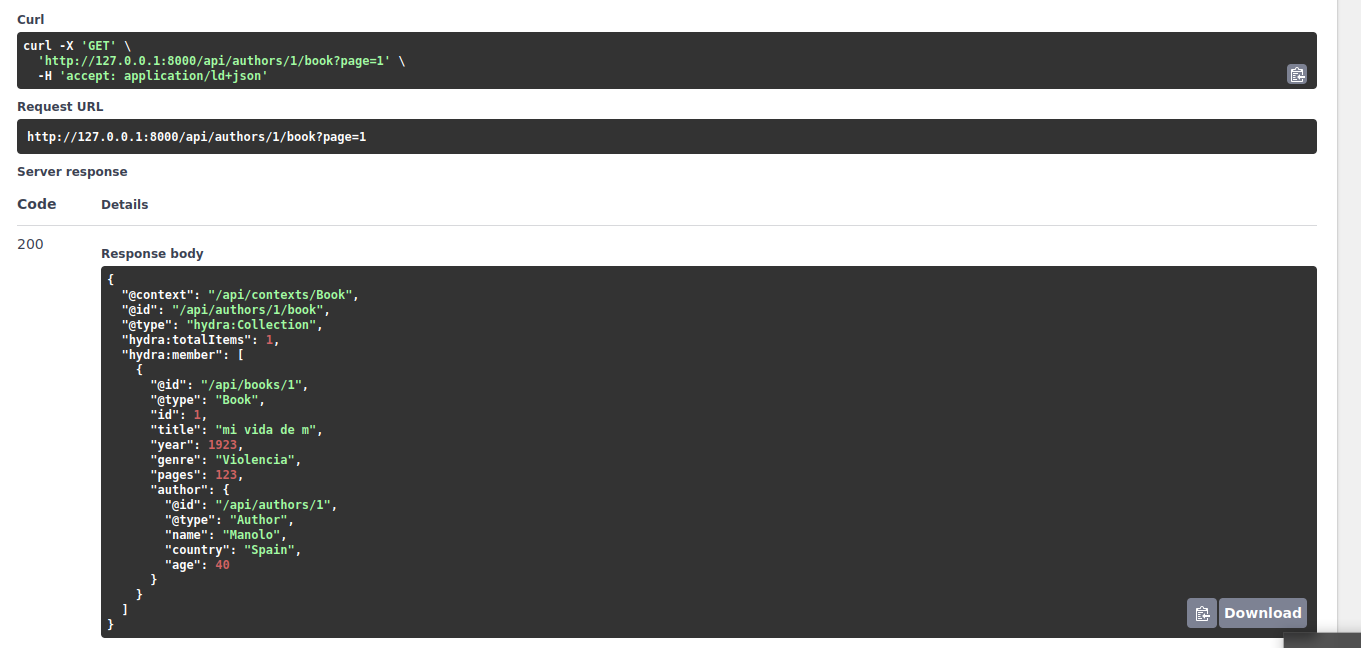 Curl
curl -X 'GET' \
  'http://127.0.0.1:8000/api/authors/1/book?page=1' \
  -H 'accept: application/ld+json'
Request URL
http://127.0.0.1:8000/api/authors/1/book?page=1
Server response
Code Details
200
Response body
{
  "@context": "/api/contexts/Book",
  "@id": "/api/authors/1/book",
  "@type": "hydra:Collection",
  "hydra:totalItems": 1,
  "hydra:member": [
    {
      "@id": "/api/books/1",
      "@type": "Book",
      "id": 1,
      "title": "mi vida de m",
      "year": 1923,
      "genre": "Violencia",
      "pages": 123,
      "author": {
        "@id": "/api/authors/1",
        "@type": "Author",
        "name": "Manolo",
        "country": "Spain",
        "age": 40
      }
    }
  ]
}
Download